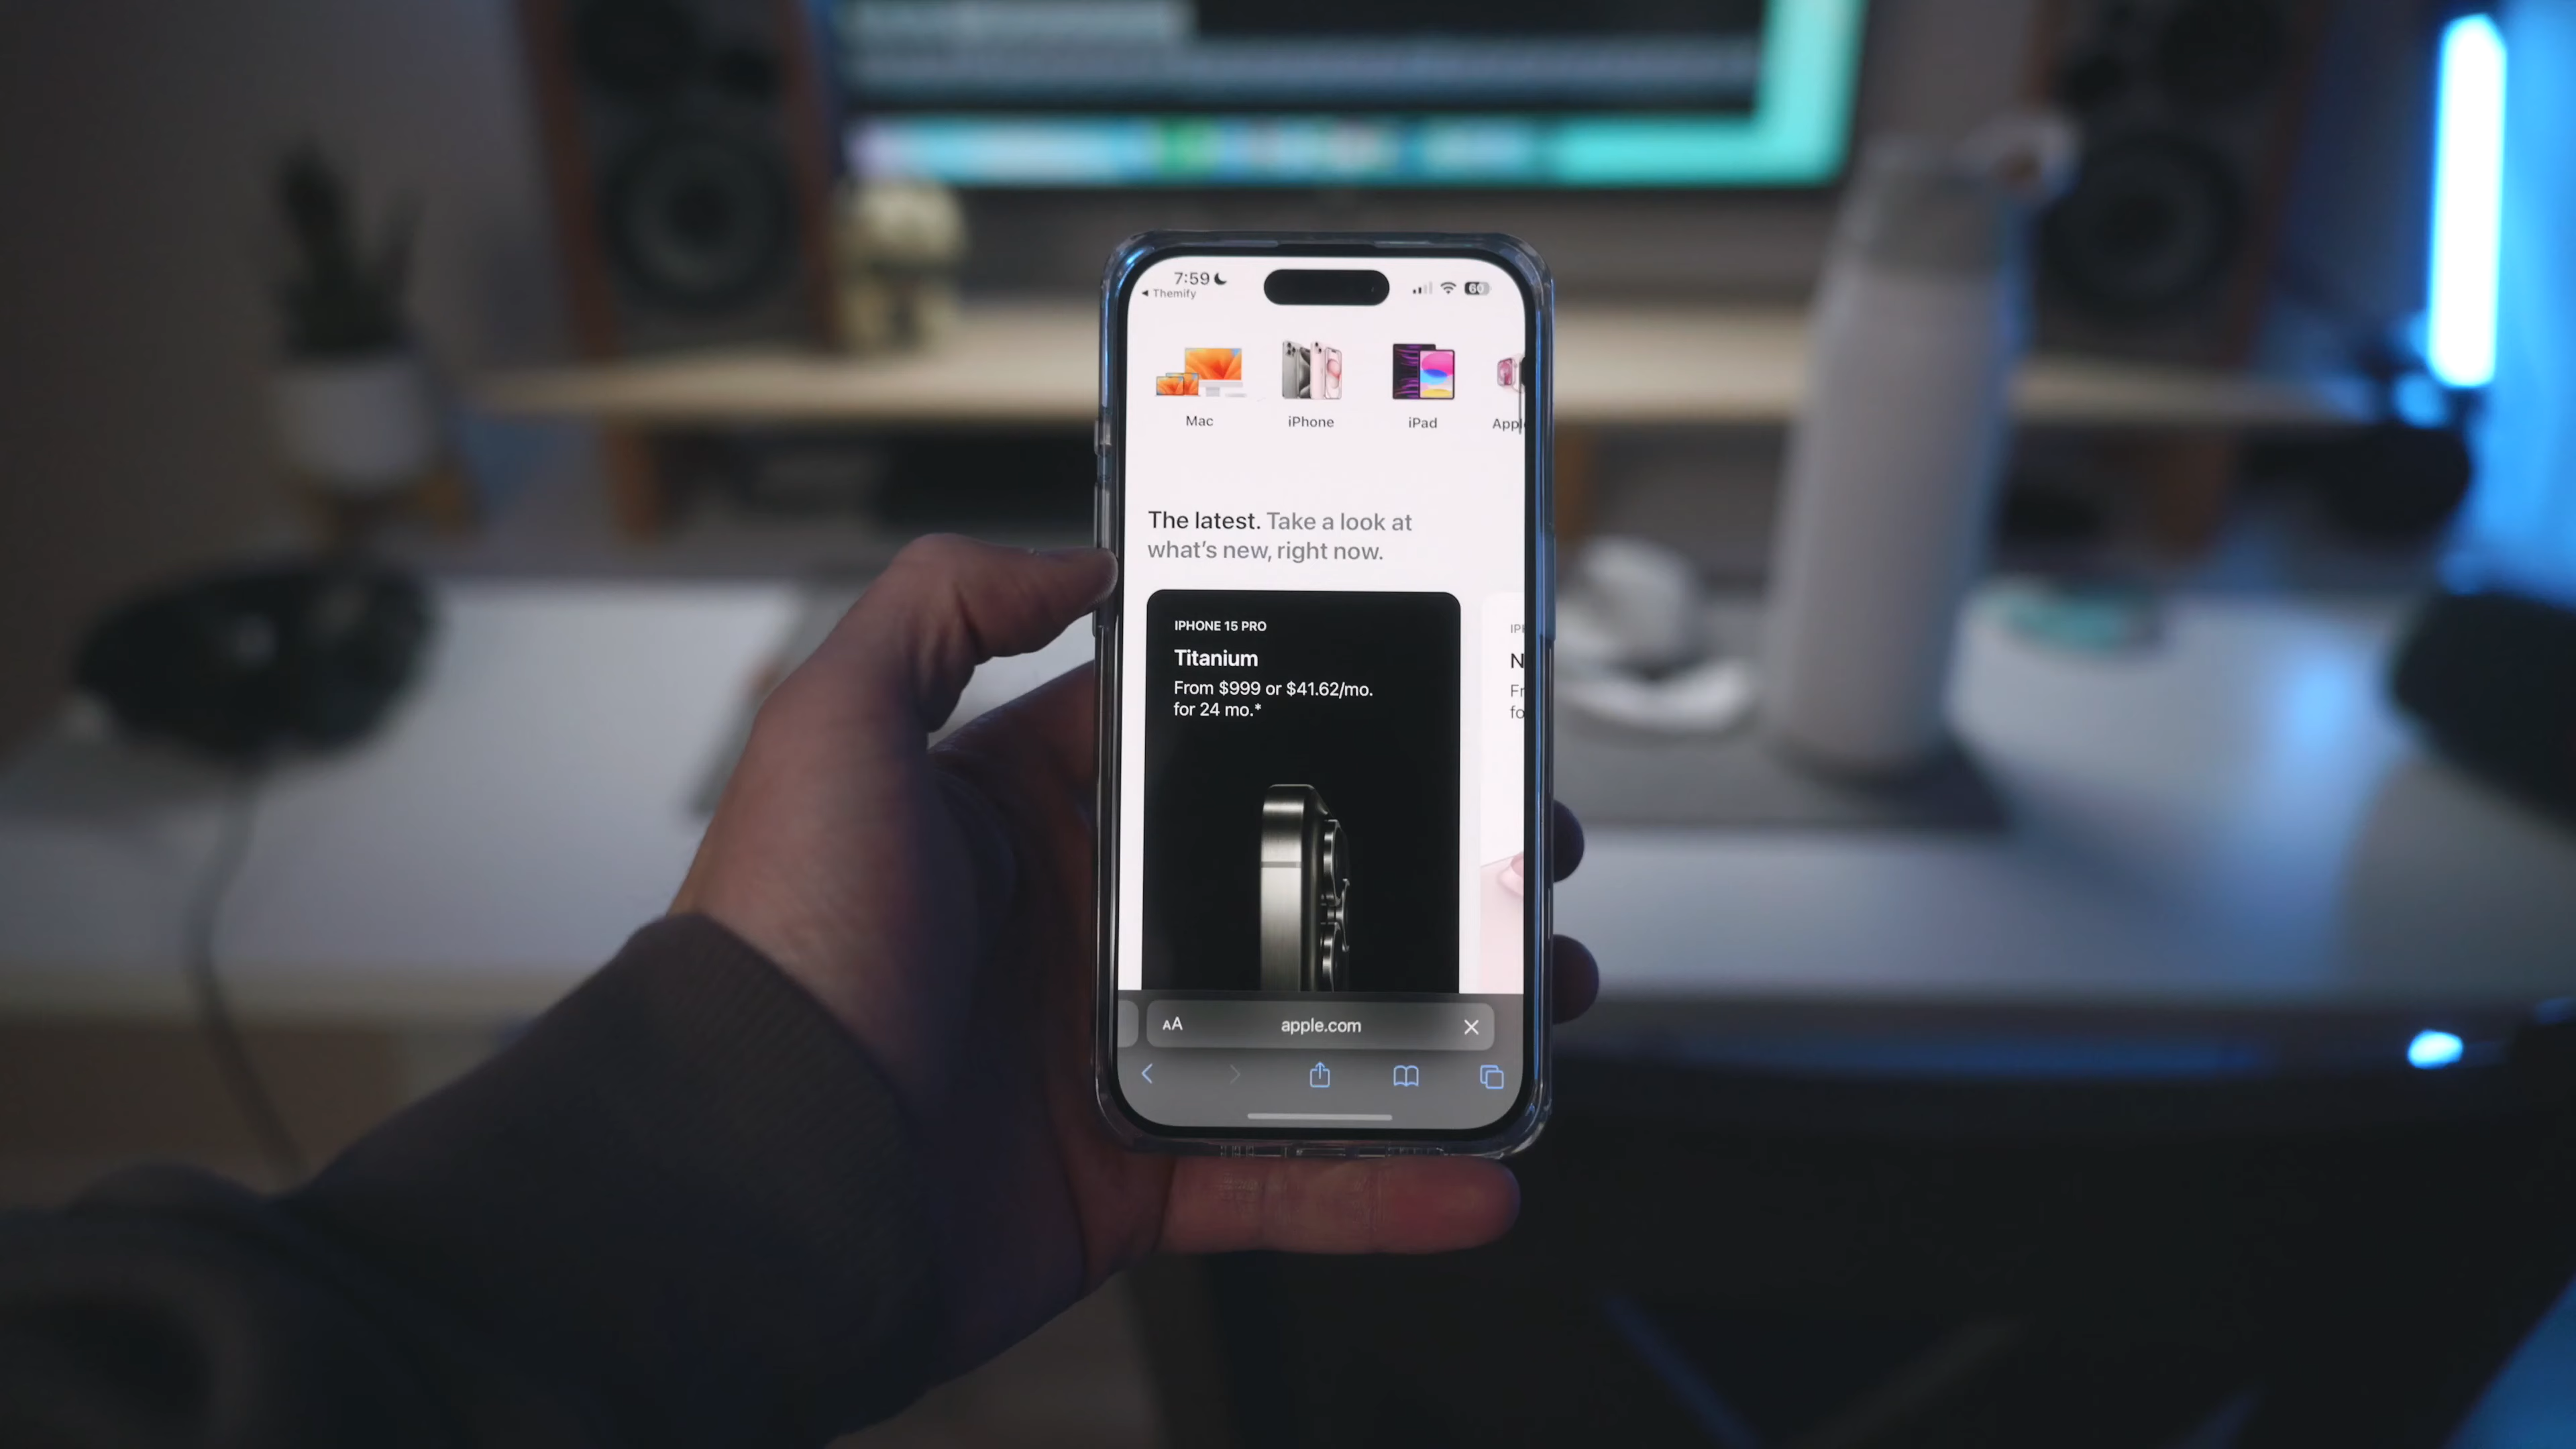 7:59
Themify
60
Mac
iPhone
iPad
The latest. Take a look at
what's new, right now.
IPHONE 15 PRO
Titanium
From $999 or $41.62/mo.
for 24 mo.*
AA
apple.com